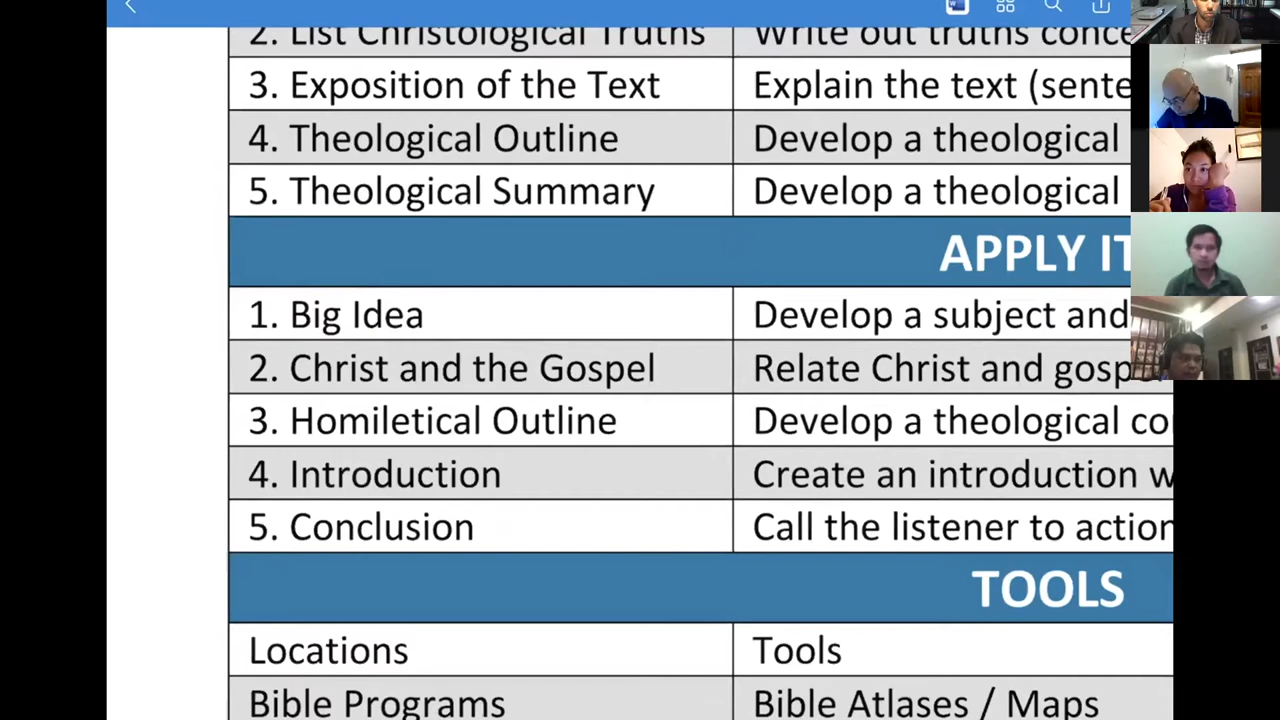 2. List Christological Truths Write out truths conce
3. Exposition of the Text Explain the text (sente
4. Theological Outline Develop a theological
5. Theological Summary Develop a theological
APPLY IT
1. Big Idea Develop a subject and
2. Christ and the Gospel Relate Christ and gosp
3. Homiletical Outline Develop a theological co
4. Introduction Create an introduction w
5. Conclusion Call the listener to action
TOOLS
Locations Tools
Bible Programs Bible Atlases / Maps